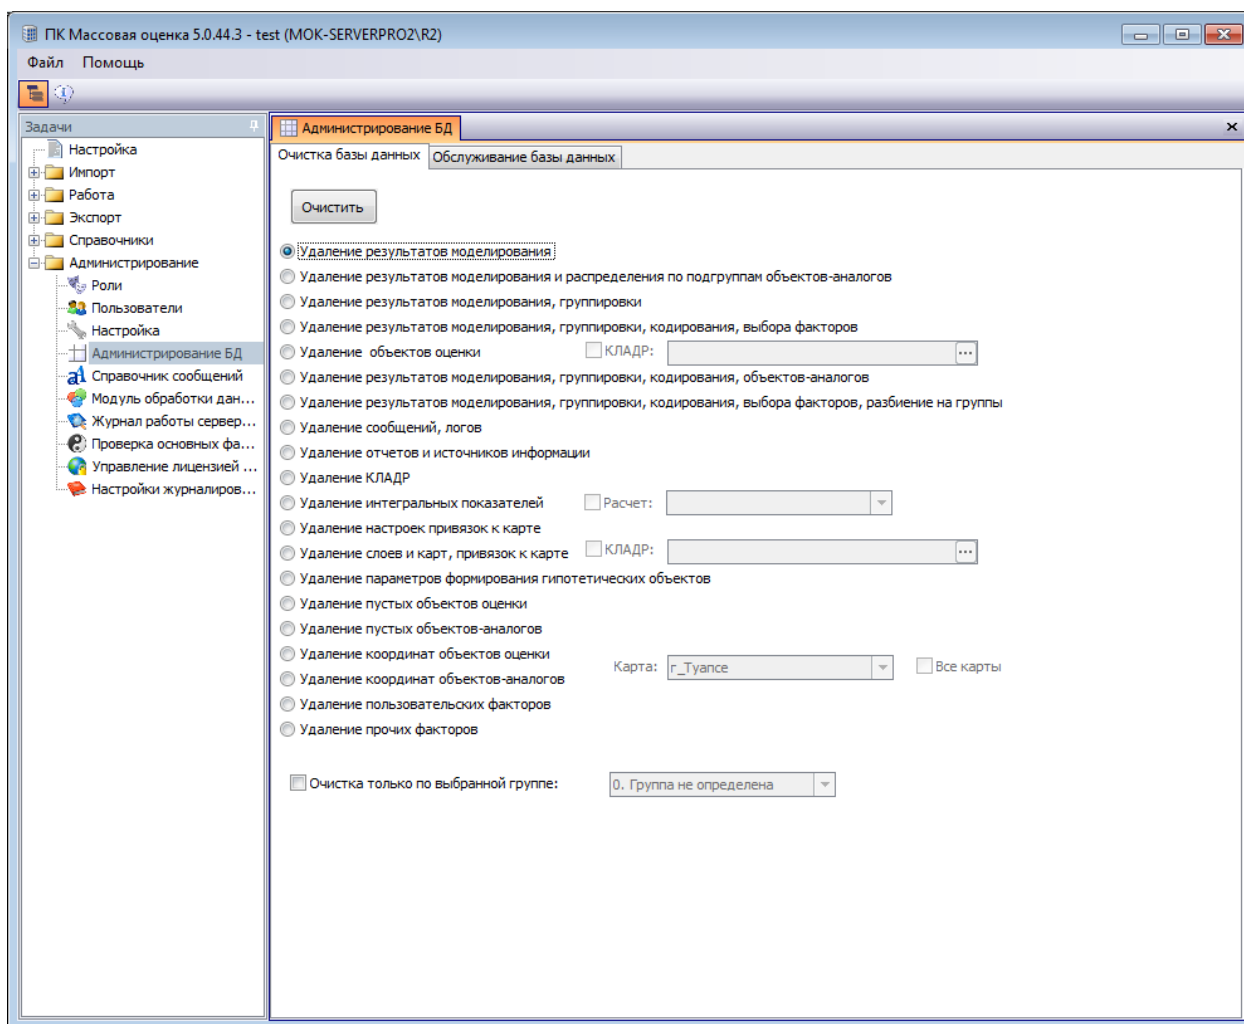 ПК Массовая оценка 5.0.44.3 - test (MOK-SERVERPRO2\R2)
Файл Помощь
Задачи
Настройка
Импорт
Работа
Экспорт
Справочники
Администрирование
Роли
Пользователи
Настройка
Администрирование БД
Справочник сообщений
Модуль обработки дан...
Журнал работы сервер...
Проверка основных фа...
Управление лицензией ...
Настройки журналиров...
Администрирование БД
Очистка базы данных Обслуживание базы данных
Очистить
Удаление результатов моделирования
Удаление результатов моделирования и распределения по подгруппам объектов-аналогов
Удаление результатов моделирования, группировки
Удаление результатов моделирования, группировки, кодирования, выбора факторов
Удаление объектов оценки КЛАДР: ...
Удаление результатов моделирования, группировки, кодирования, объектов-аналогов
Удаление результатов моделирования, группировки, кодирования, выбора факторов, разбиение на группы
Удаление сообщений, логов
Удаление отчетов и источников информации
Удаление КЛАДР
Удаление интегральных показателей Расчет:
Удаление настроек привязок к карте
Удаление слоев и карт, привязок к карте КЛАДР: ...
Удаление параметров формирования гипотетических объектов
Удаление пустых объектов оценки
Удаление пустых объектов-аналогов
Удаление координат объектов оценки
Карта: г_Туапсе Все карты
Удаление координат объектов-аналогов
Удаление пользовательских факторов
Удаление прочих факторов
Очистка только по выбранной группе: 0. Группа не определена